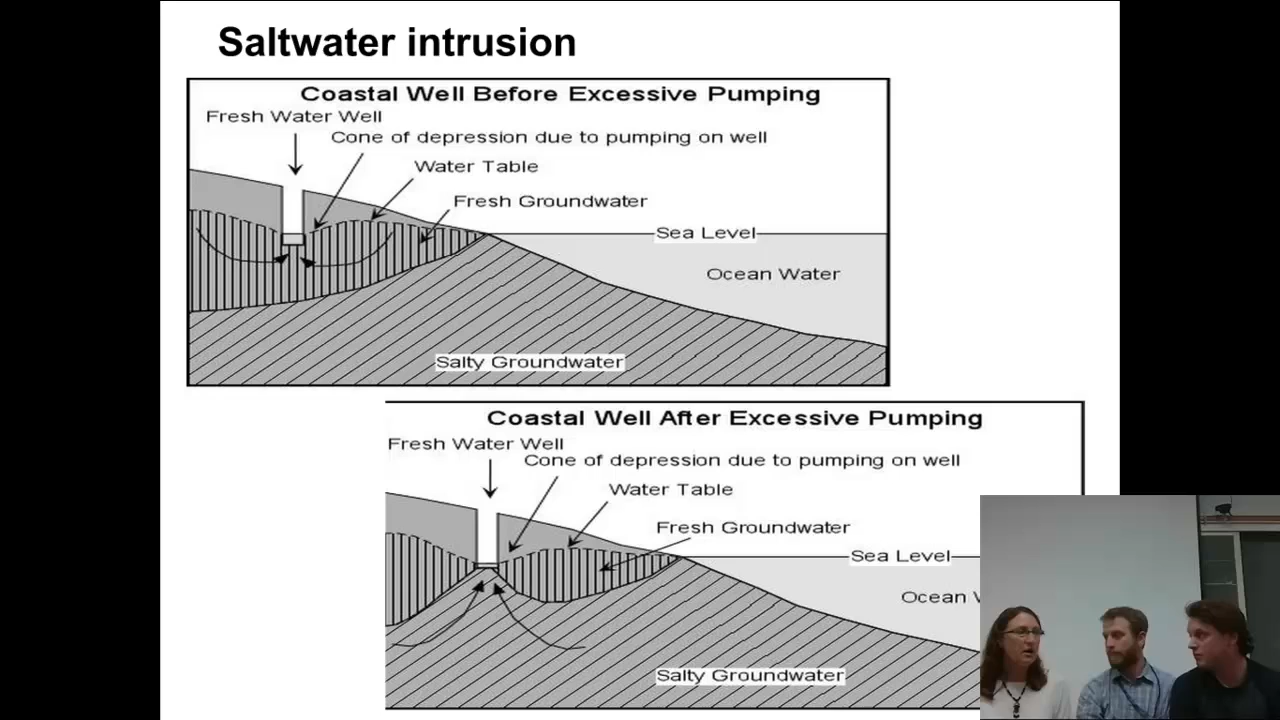 Saltwater intrusion
Coastal Well Before Excessive Pumping
Fresh Water Well
Cone of depression due to pumping on well
Water Table
Fresh Groundwater
Sea Level
Ocean Water
Salty Groundwater
Coastal Well After Excessive Pumping
Fresh Water Well
Cone of depression due to pumping on well
Water Table
Fresh Groundwater
Sea Level
Ocean
Salty Groundwater